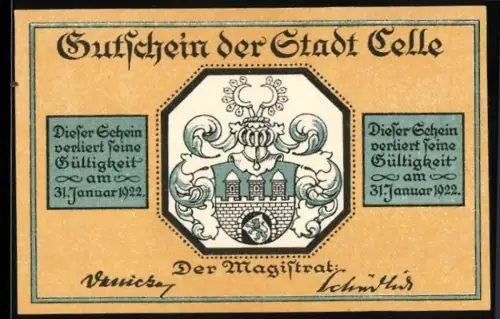 Gutschein der Stadt Celle
Dieser Schein
verliert seine
Gültigkeit
am
31. Januar 1922.
Dieser Schein
verliert seine
Gültigkeit
am
31. Januar 1922.
Der Magistrat: